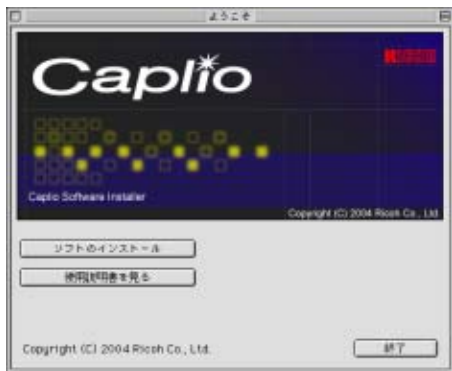 ようこそ
Caplio
RICOH
Caplio Software Installer
Copyright (C) 2004 Ricoh Co., Ltd.
ソフトのインストール
使用説明書を見る
Copyright (C) 2004 Ricoh Co., Ltd.
終了